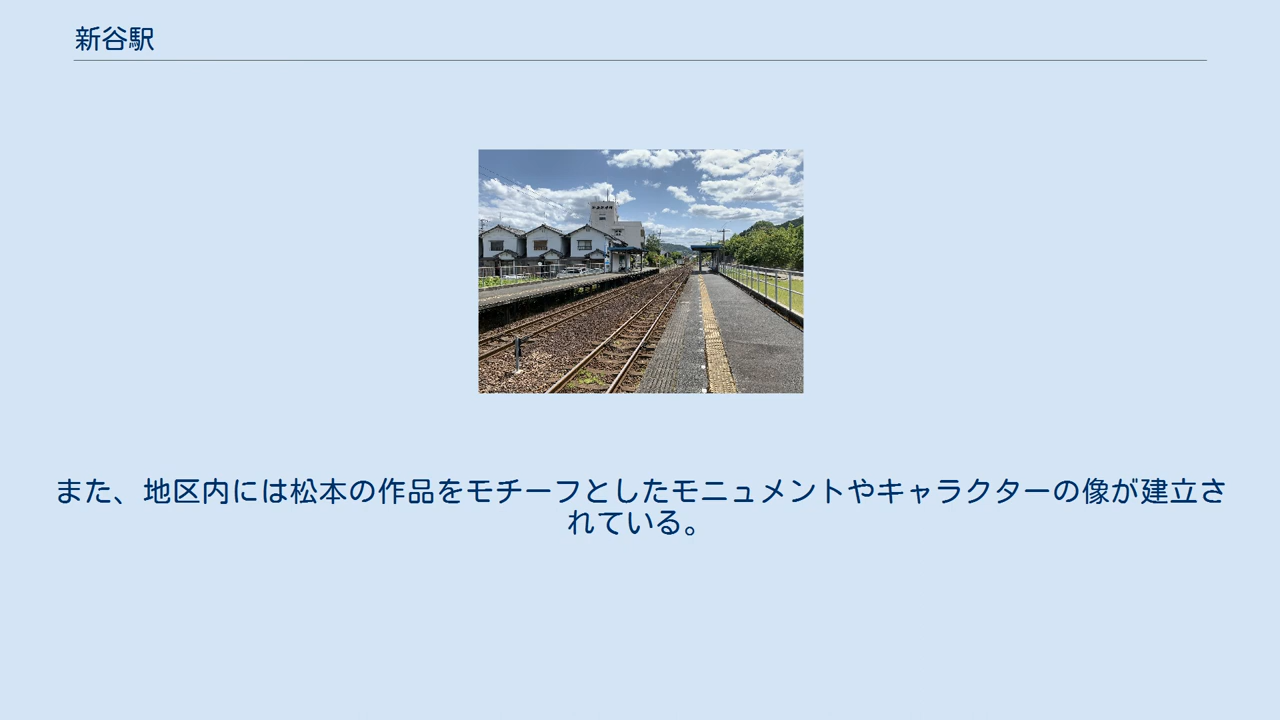 新谷駅
また、地区内には松本の作品をモチーフとしたモニュメントやキャラクターの像が建立さ
れている。